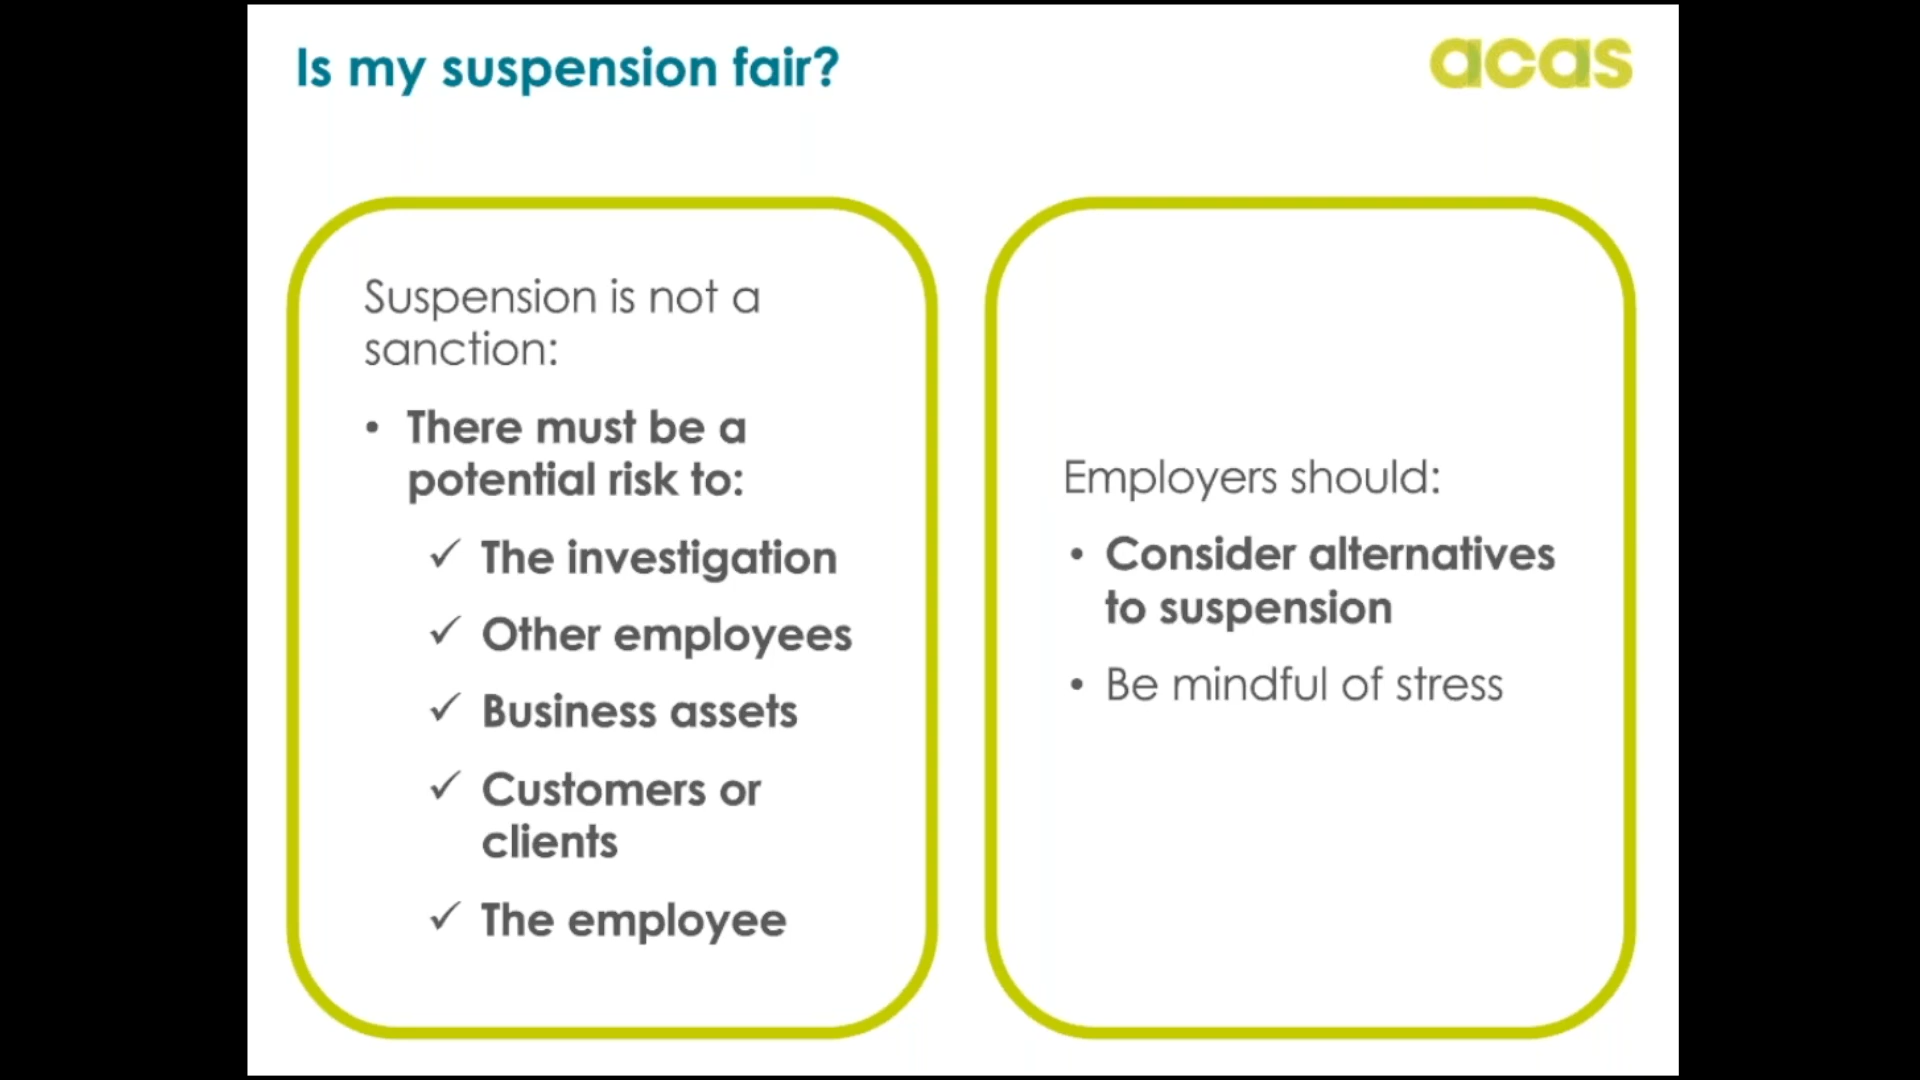 Is my suspension fair?
acas
Suspension is not a
sanction:
• There must be a
potential risk to:
✓ The investigation
✓ Other employees
✓ Business assets
✓ Customers or
clients
✓ The employee
Employers should:
• Consider alternatives
to suspension
• Be mindful of stress